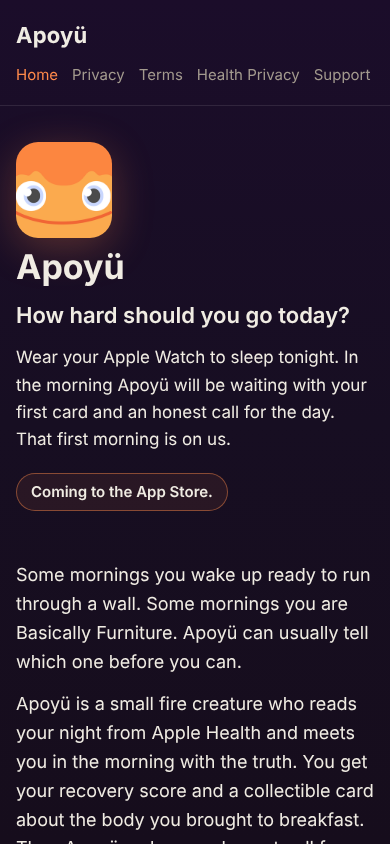 Apoyü
Home Privacy Terms Health Privacy Support
Apoyü
How hard should you go today?
Wear your Apple Watch to sleep tonight. In
the morning Apoyü will be waiting with your
first card and an honest call for the day.
That first morning is on us.
Coming to the App Store.
Some mornings you wake up ready to run
through a wall. Some mornings you are
Basically Furniture. Apoyü can usually tell
which one before you can.
Apoyü is a small fire creature who reads
your night from Apple Health and meets
you in the morning with the truth. You get
your recovery score and a collectible card
about the body you brought to breakfast.